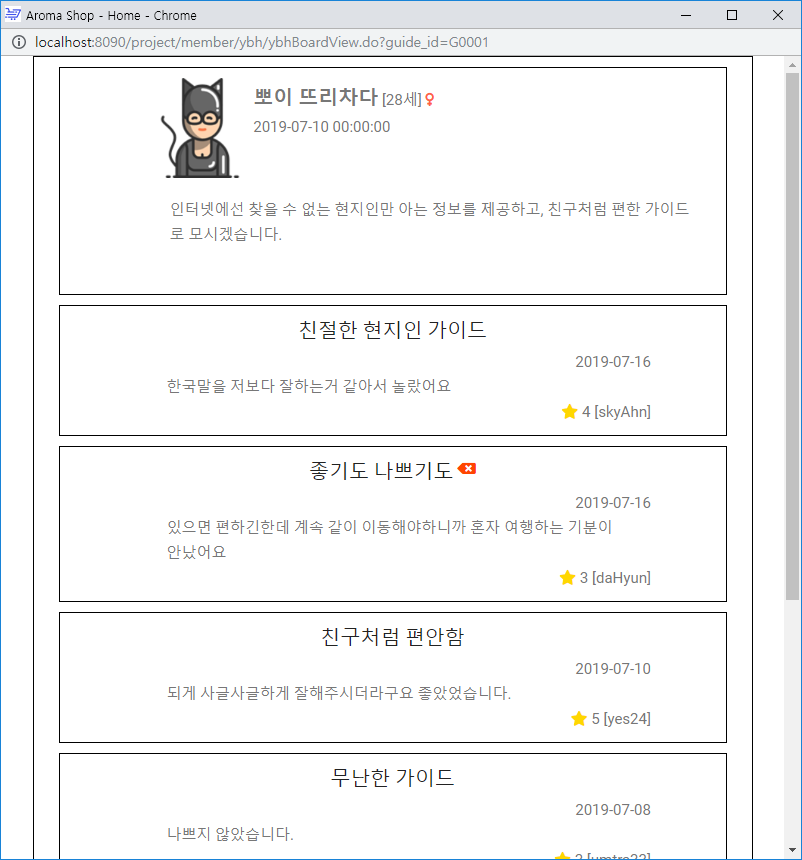 Aroma Shop - Home - Chrome
localhost:8090/project/member/ybh/ybhBoardView.do?guide_id=G0001
뽀이 뜨리차다 [28세]
2019-07-10 00:00:00
인터넷에선 찾을 수 없는 현지인만 아는 정보를 제공하고, 친구처럼 편한 가이드
로 모시겠습니다.
친절한 현지인 가이드
2019-07-16
한국말을 저보다 잘하는거 같아서 놀랐어요
4 [skyAhn]
좋기도 나쁘기도
2019-07-16
있으면 편하긴한데 계속 같이 이동해야하니까 혼자 여행하는 기분이
안났어요
3 [daHyun]
친구처럼 편안함
2019-07-10
되게 사글사글하게 잘해주시더라구요 좋았었습니다.
5 [yes24]
무난한 가이드
2019-07-08
나쁘지 않았습니다.